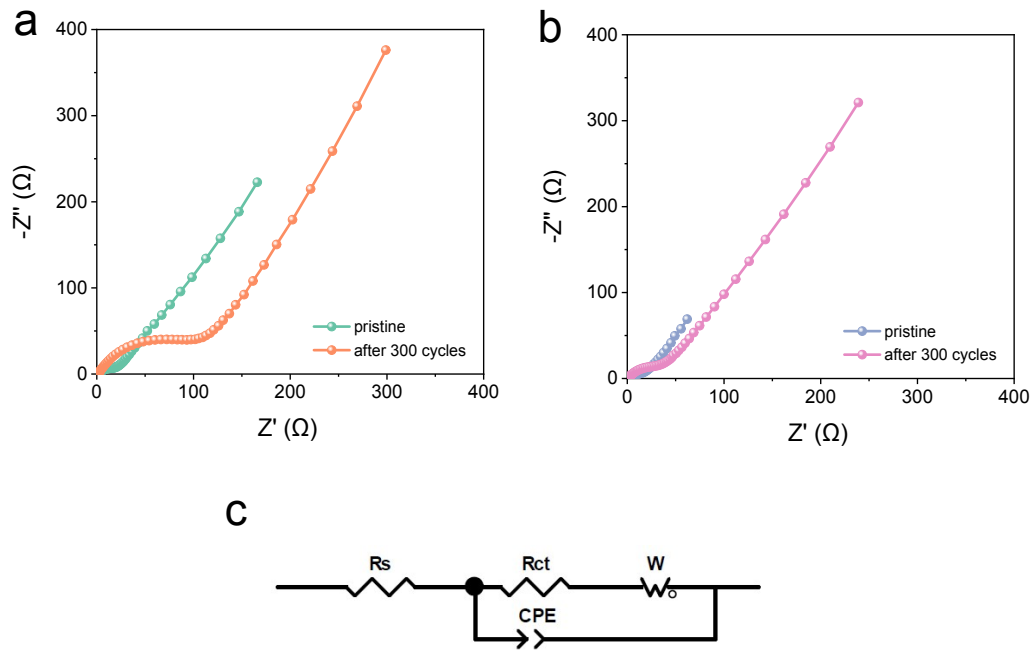 a
400
300
200
100
0
-Z" (Ω)
pristine
after 300 cycles
0 100 200 300 400
Z' (Ω)
b
400
300
200
100
0
-Z" (Ω)
pristine
after 300 cycles
0 100 200 300 400
Z' (Ω)
c
Rs Rct W
CPE